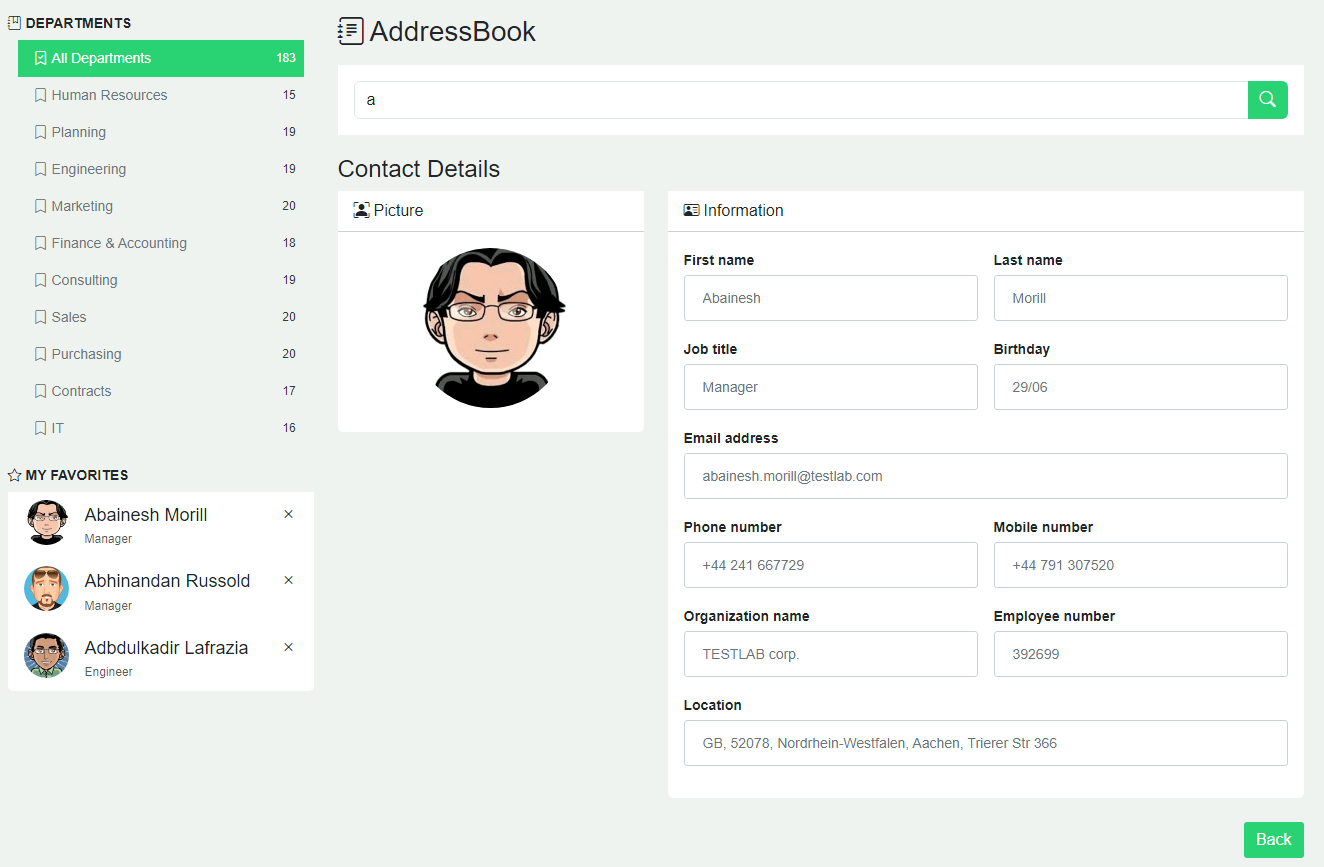 DEPARTMENTS
All Departments 183
Human Resources 15
Planning 19
Engineering 19
Marketing 20
Finance & Accounting 18
Consulting 19
Sales 20
Purchasing 20
Contracts 17
IT 16
MY FAVORITES
Abainesh Morill
Manager
Abhinandan Russold
Manager
Adbdulkadir Lafrazia
Engineer
AddressBook
a
Contact Details
Picture
Information
First name Last name
Abainesh Morill
Job title Birthday
Manager 29/06
Email address
abainesh.morill@testlab.com
Phone number Mobile number
+44 241 667729 +44 791 307520
Organization name Employee number
TESTLAB corp. 392699
Location
GB, 52078, Nordrhein-Westfalen, Aachen, Trierer Str 366
Back